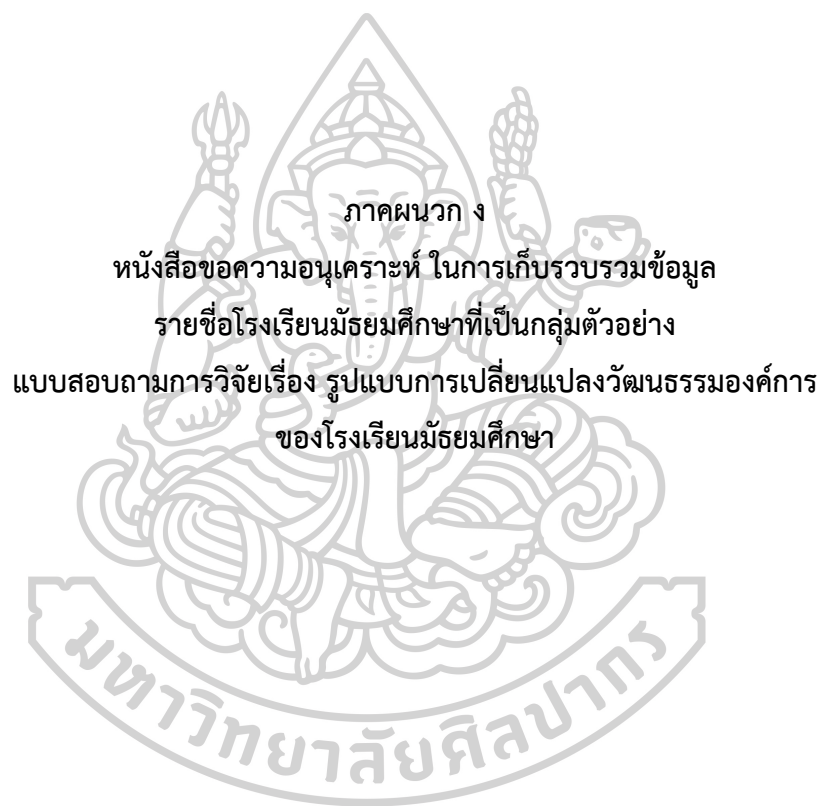 ภาคผนวก ง
หนังสือขอความอนุเคราะห์ ในการเก็บรวบรวมข้อมูล
รายชื่อโรงเรียนมัธยมศึกษาที่เป็นกลุ่มตัวอย่าง
แบบสอบถามการวิจัยเรื่อง รูปแบบการเปลี่ยนแปลงวัฒนธรรมองค์การ
ของโรงเรียนมัธยมศึกษา
มหาวิทยาลัยศิลปากร